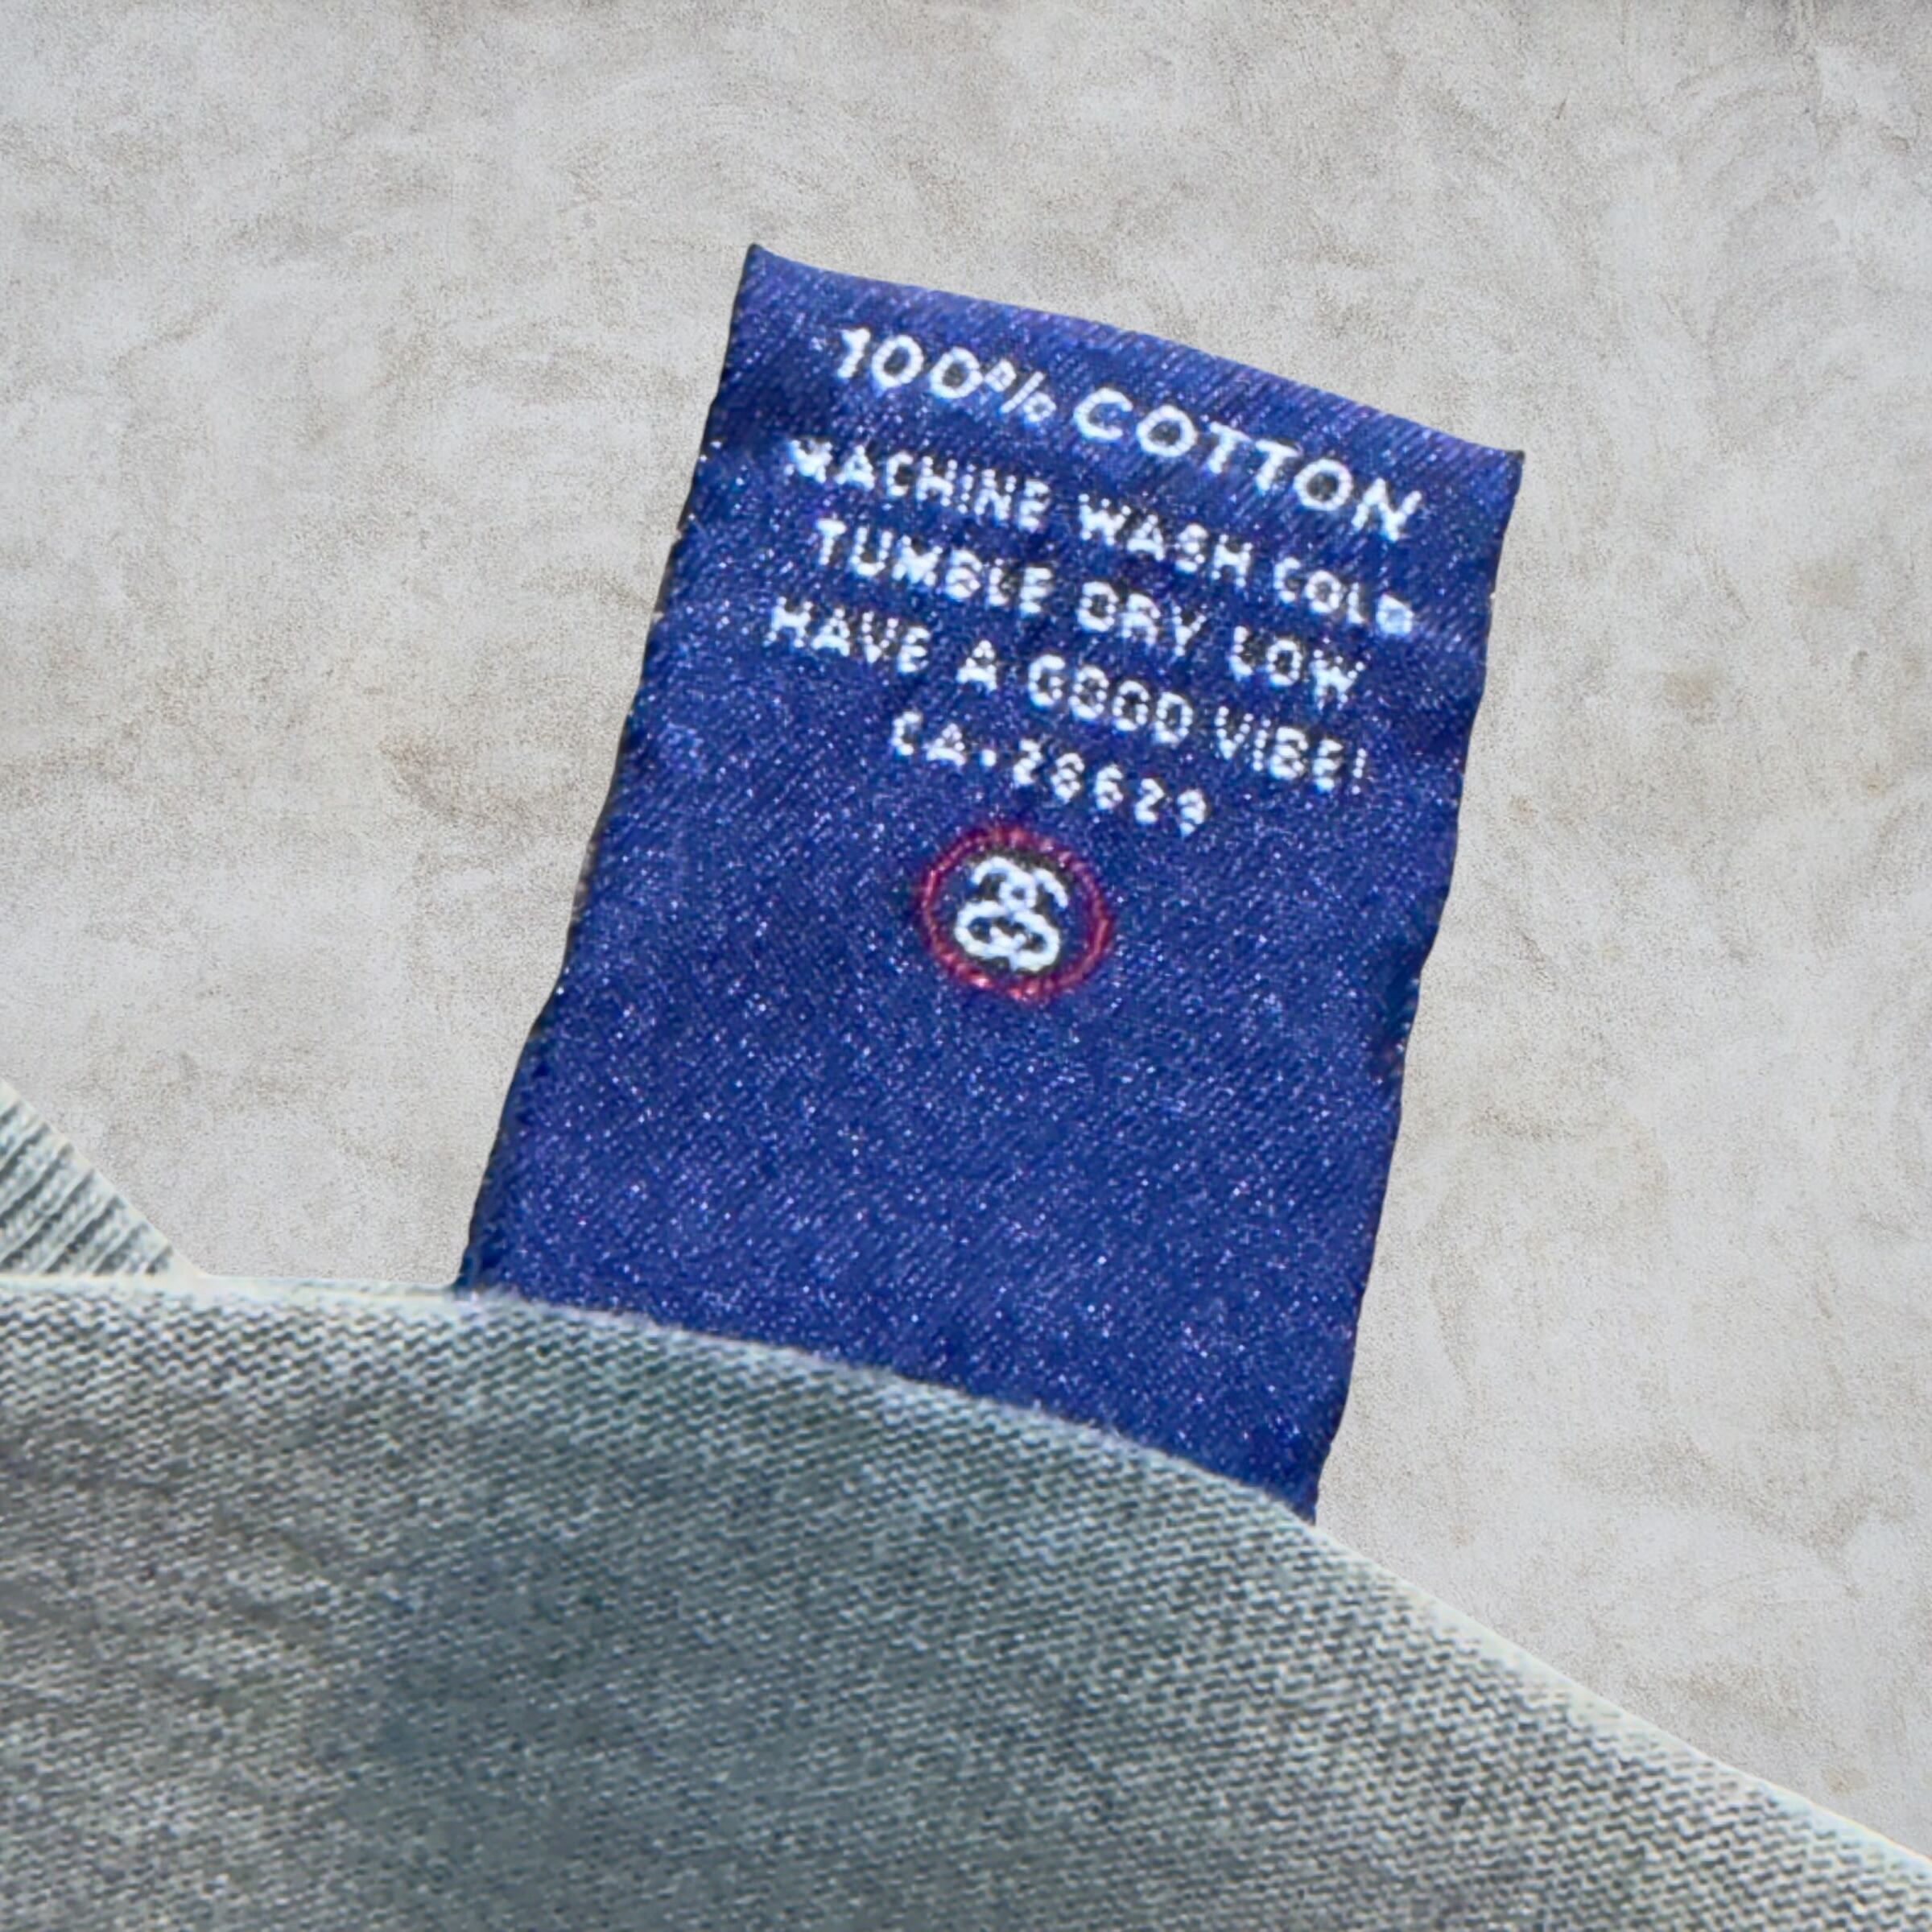 100% COTTON
MACHINE WASH COLD
TUMBLE DRY LOW
HAVE A GOOD VIBE!
CA·28629